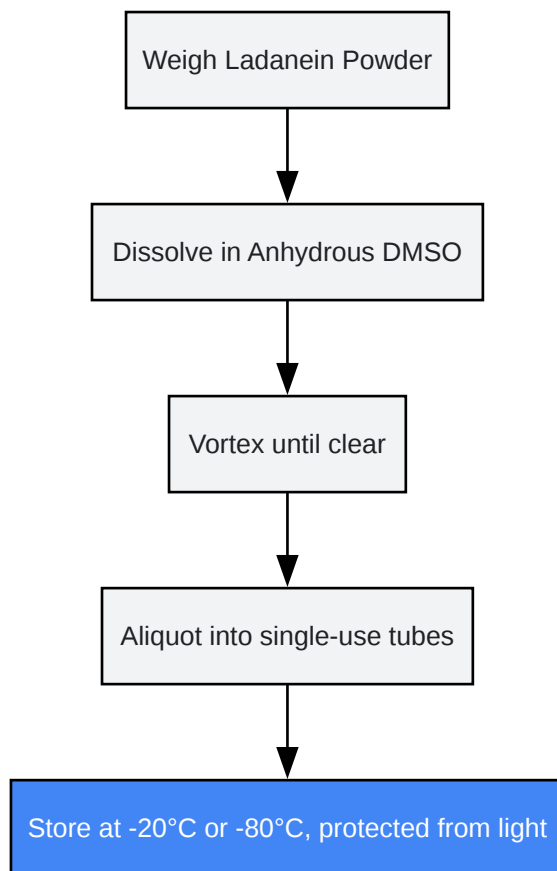 Weigh Ladanein Powder
Dissolve in Anhydrous DMSO
Vortex until clear
Aliquot into single-use tubes
Store at -20°C or -80°C, protected from light